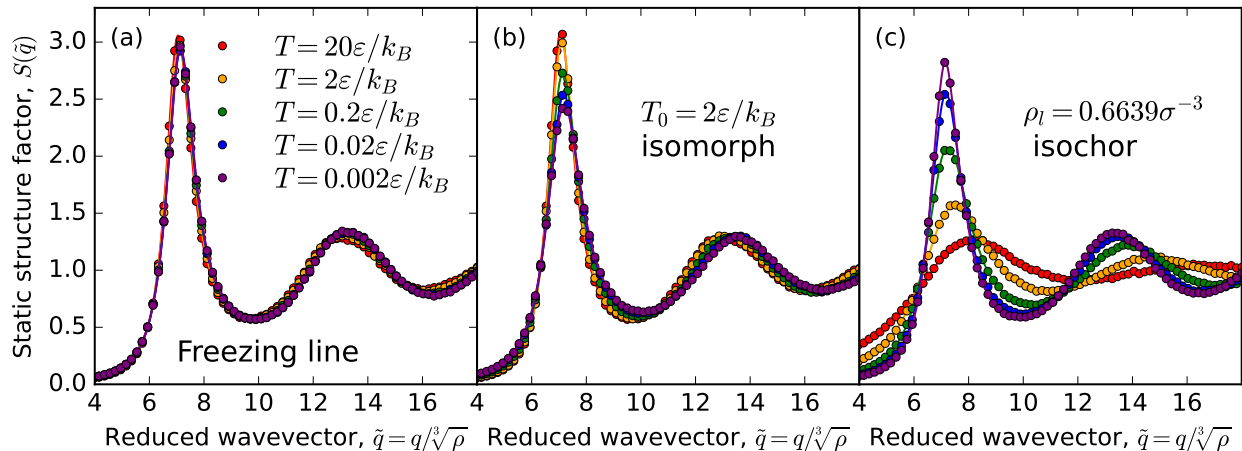 Static structure factor, S(q̃)
3.0
2.5
2.0
1.5
1.0
0.5
0.0
(a)
T = 20ε/k_B
T = 2ε/k_B
T = 0.2ε/k_B
T = 0.02ε/k_B
T = 0.002ε/k_B
Freezing line
4 6 8 10 12 14 16
Reduced wavevector, q̃ = q/∛ρ
(b)
T₀ = 2ε/k_B
isomorph
4 6 8 10 12 14 16
Reduced wavevector, q̃ = q/∛ρ
(c)
ρ_l = 0.6639σ⁻³
isochor
4 6 8 10 12 14 16
Reduced wavevector, q̃ = q/∛ρ